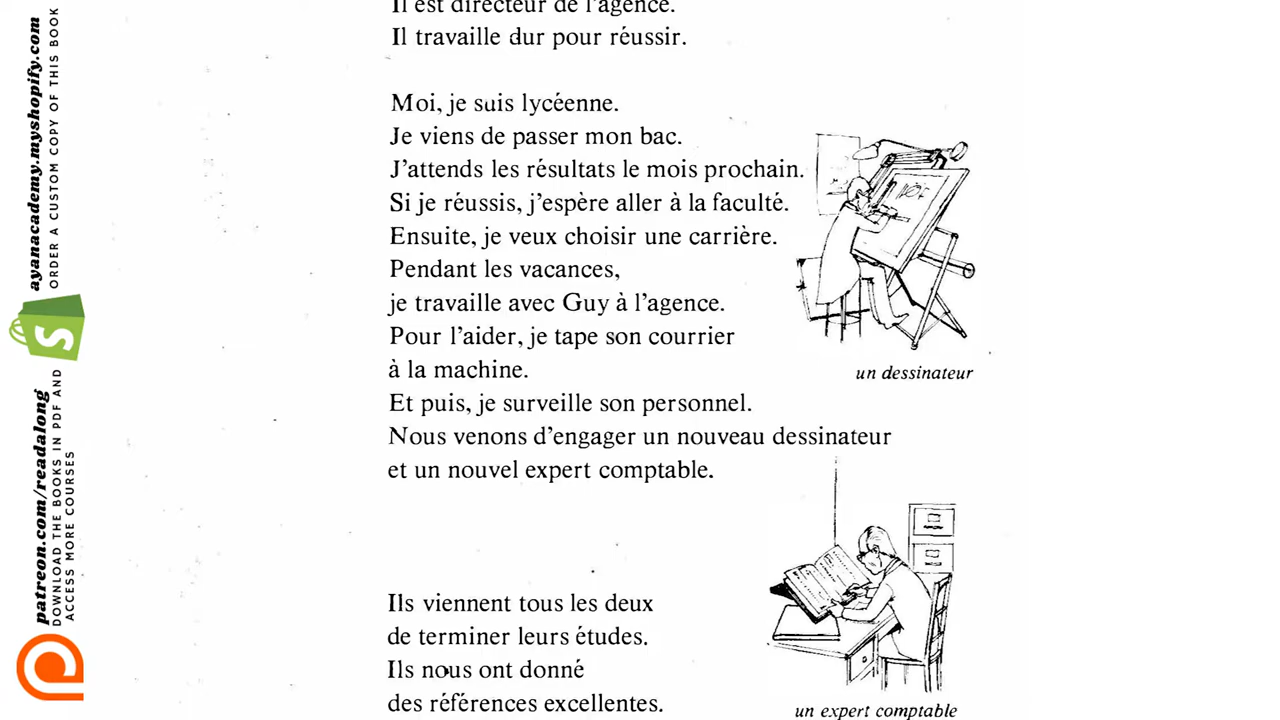 Il est directeur de l'agence.
Il travaille dur pour réussir.
Moi, je suis lycéenne.
Je viens de passer mon bac.
J'attends les résultats le mois prochain.
Si je réussis, j'espère aller à la faculté.
Ensuite, je veux choisir une carrière.
Pendant les vacances,
je travaille avec Guy à l'agence.
Pour l'aider, je tape son courrier
à la machine.
Et puis, je surveille son personnel.
Nous venons d'engager un nouveau dessinateur
et un nouvel expert comptable.
un dessinateur
Ils viennent tous les deux
de terminer leurs études.
Ils nous ont donné
des références excellentes.
un expert comptable
ayanacademy.myshopify.com
ORDER A CUSTOM COPY OF THIS BOOK
patreon.com/readalong
DOWNLOAD THE BOOKS IN PDF AND
ACCESS MORE COURSES